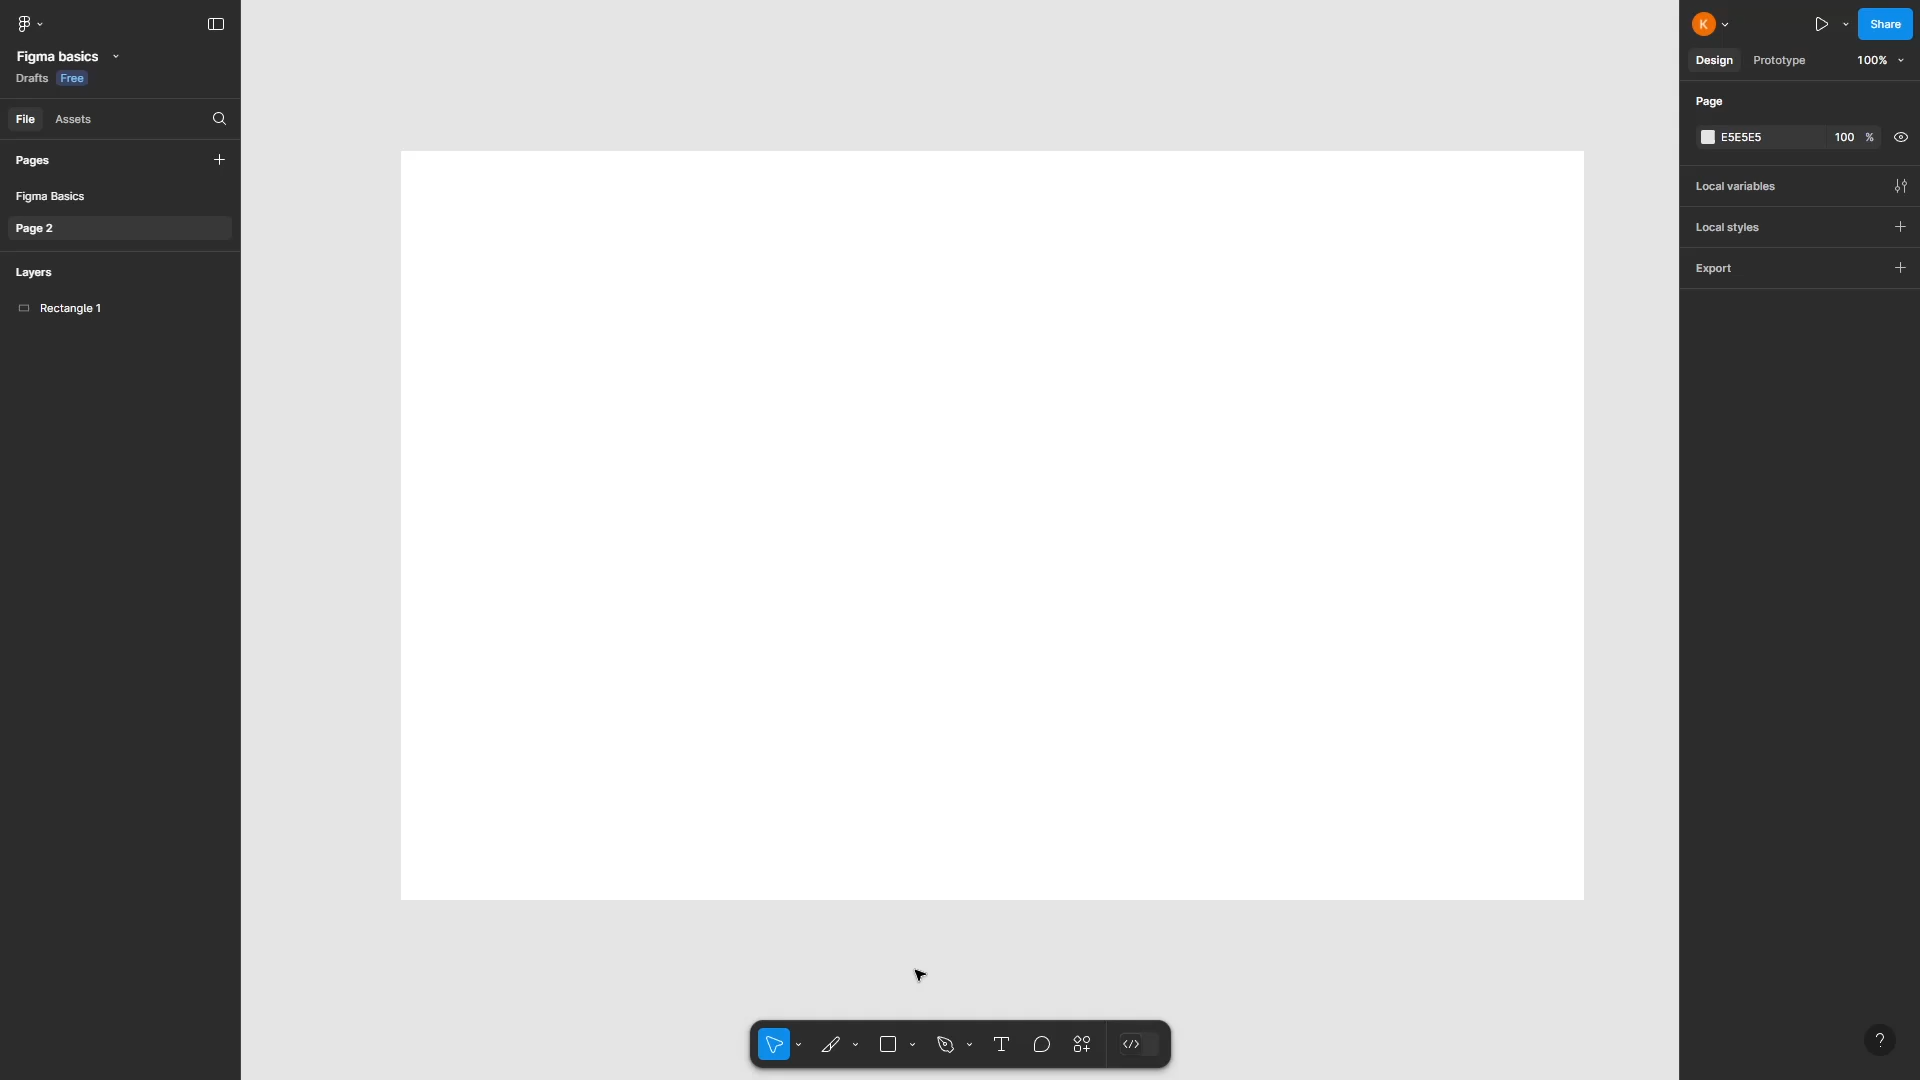 Figma basics
Drafts Free
File Assets
Pages
Figma Basics
Page 2
Layers
Rectangle 1
K
Share
Design Prototype 100%
Page
E5E5E5 100 %
Local variables
Local styles
Export
?